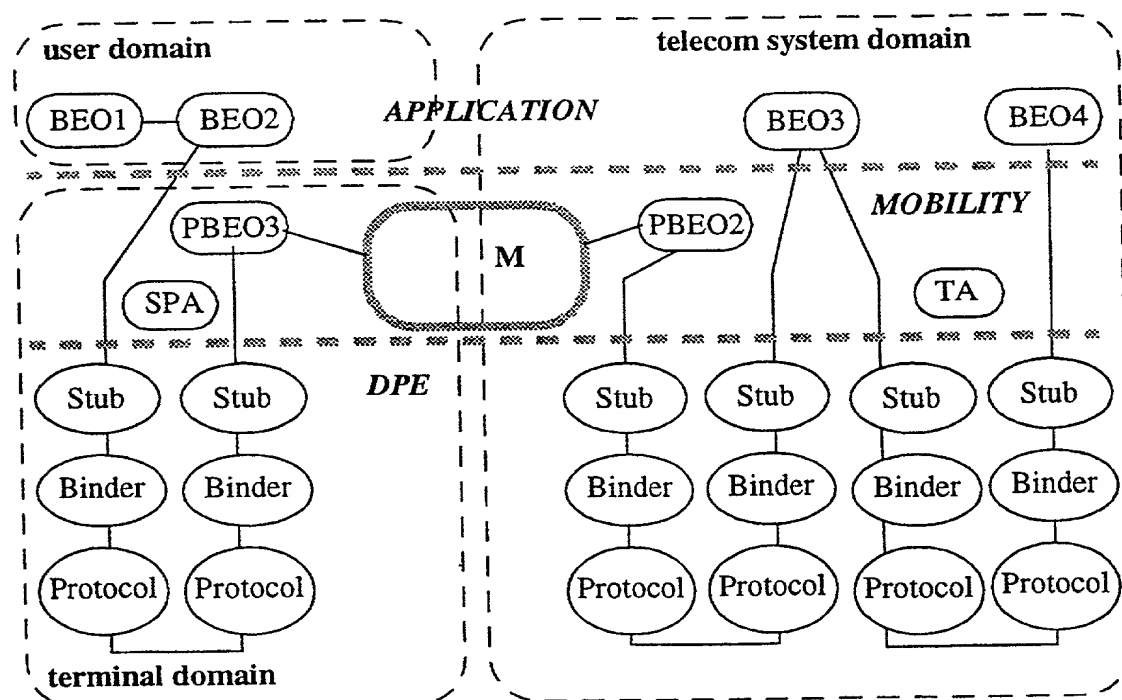 user domain
telecom system domain
BEO1
BEO2
APPLICATION
BEO3
BEO4
MOBILITY
PBEO3
M
PBEO2
SPA
TA
DPE
Stub
Stub
Stub
Stub
Stub
Stub
Binder
Binder
Binder
Binder
Binder
Binder
Protocol
Protocol
Protocol
Protocol
Protocol
Protocol
terminal domain